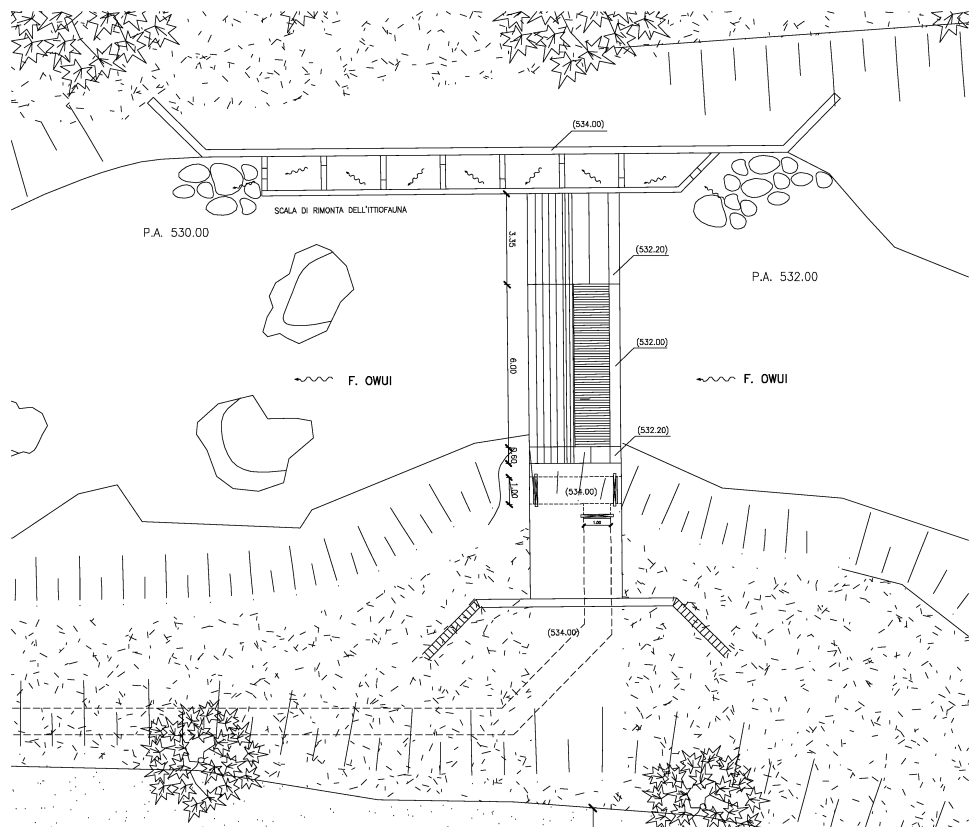 (534.00)
SCALA DI RIMONTA DELL'ITTIOFAUNA
P.A. 530.00
3.35
(532.20)
P.A. 532.00
(532.00)
6.00
F. OWUI
F. OWUI
(532.20)
0.60
1.00
(534.00)
1.00
(534.00)